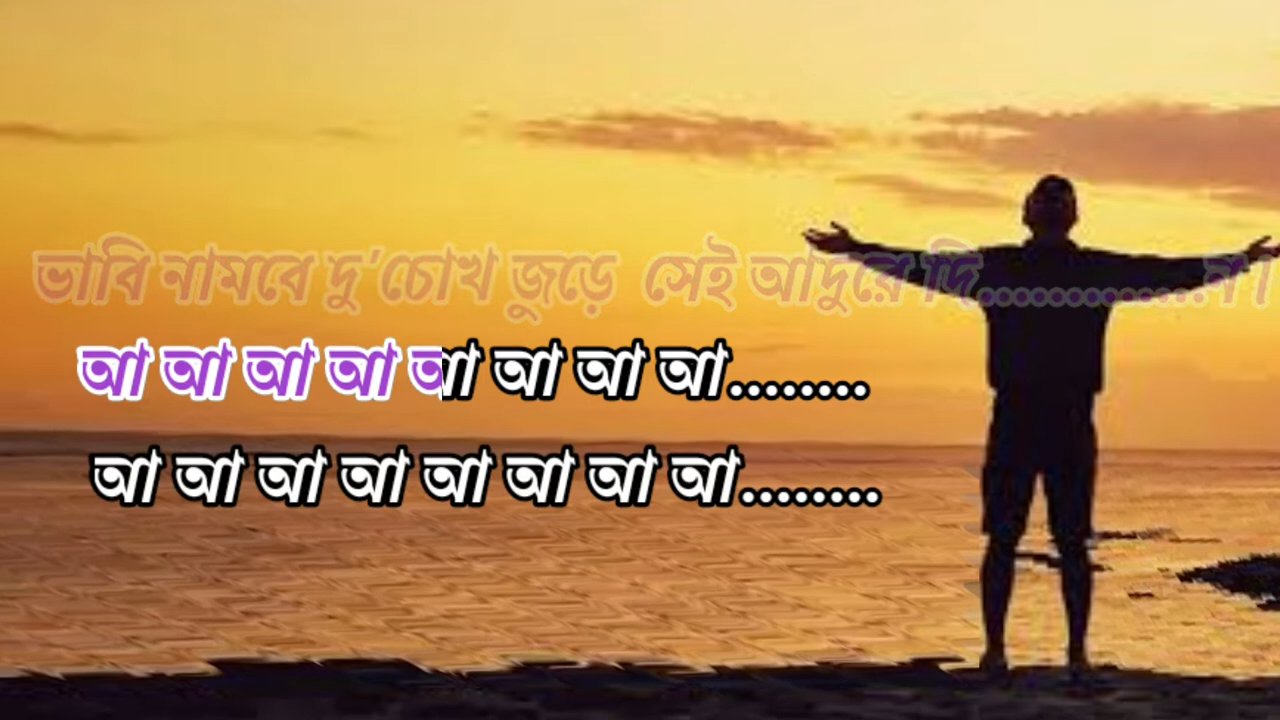 ভাবি নামবে দু'চোখ জুড়ে সেই আদুরে দি...............ন।
আ আ আ আ আ আ আ আ........
আ আ আ আ আ আ আ আ........